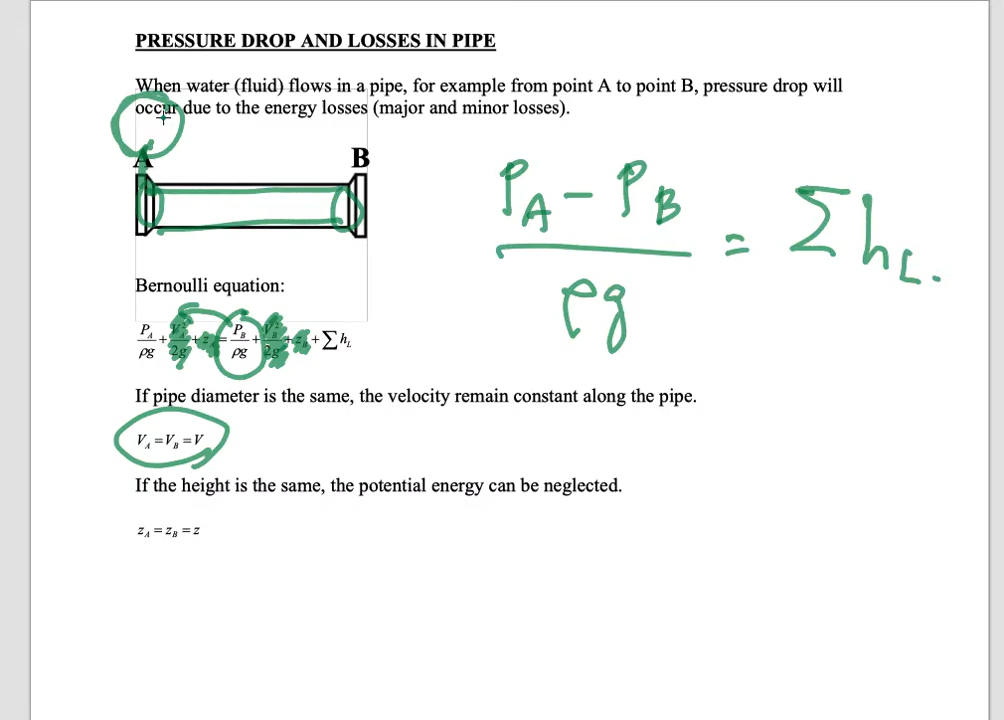 PRESSURE DROP AND LOSSES IN PIPE
When water (fluid) flows in a pipe, for example from point A to point B, pressure drop will
occur due to the energy losses (major and minor losses).
A B
P_A - P_B / ρg = Σ h_L.
Bernoulli equation:
P_A/ρg + V_A²/2g + z_A = P_B/ρg + V_B²/2g + z_B + Σ h_L
If pipe diameter is the same, the velocity remain constant along the pipe.
V_A = V_B = V
If the height is the same, the potential energy can be neglected.
z_A = z_B = z